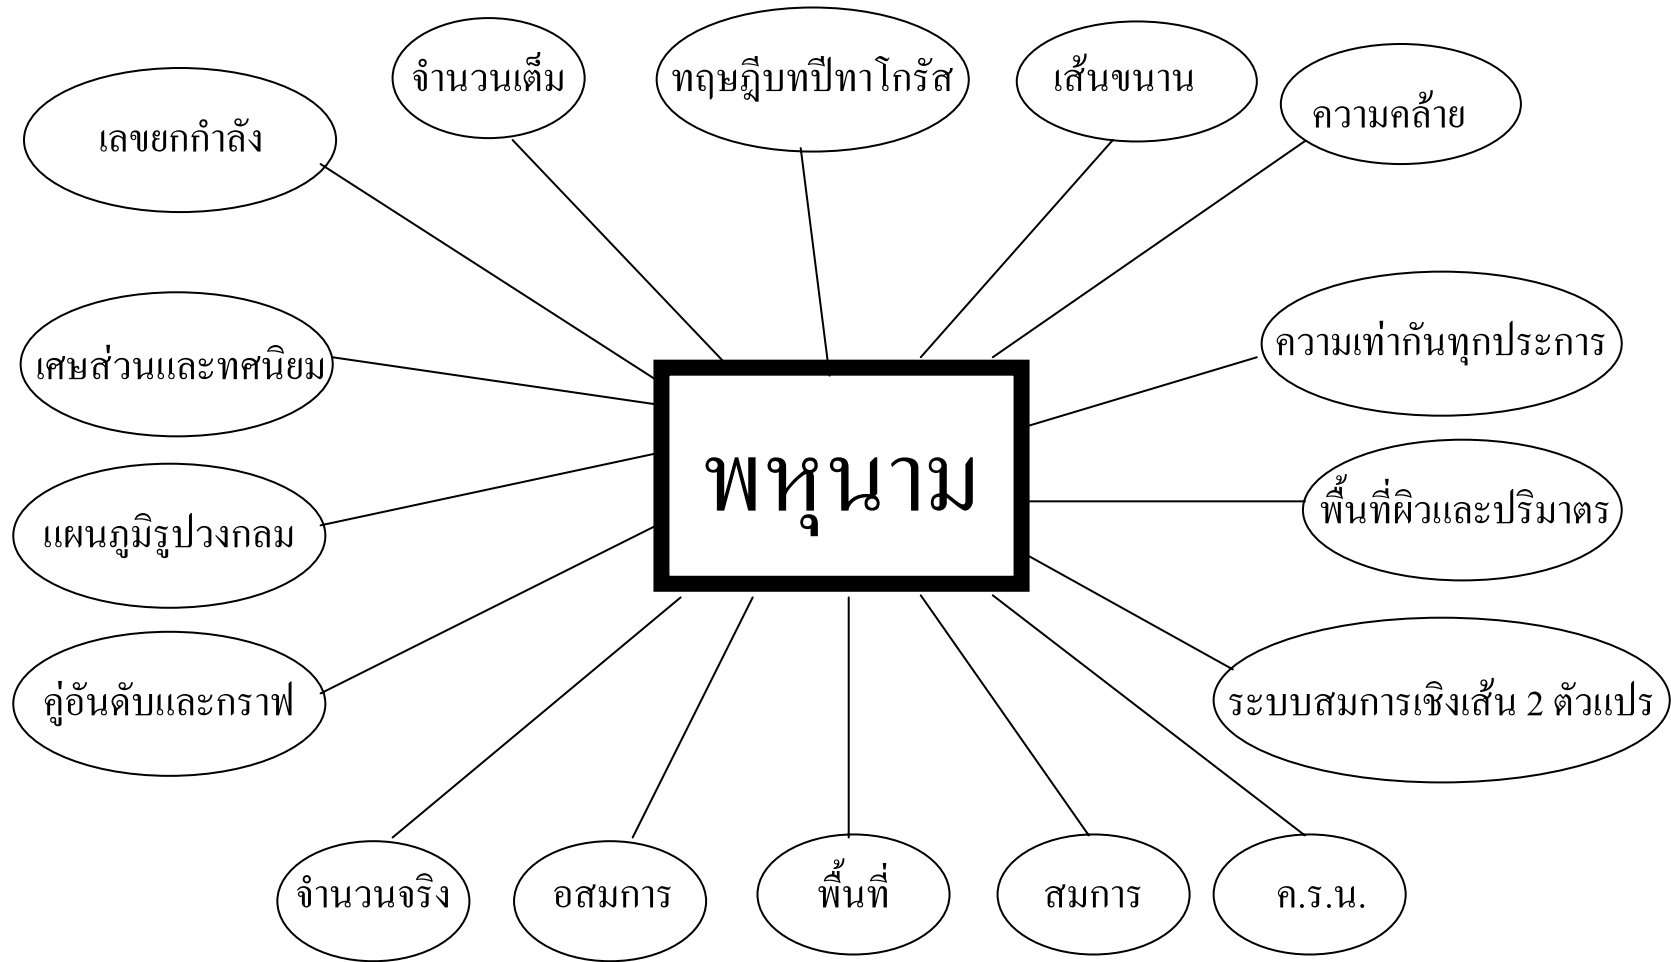 จำนวนเต็ม
ทฤษฎีบทปีทาโกรัส
เส้นขนาน
ความคล้าย
เลขยกกำลัง
ความเท่ากันทุกประการ
เศษส่วนและทศนิยม
พหุนาม
พื้นที่ผิวและปริมาตร
แผนภูมิรูปวงกลม
คู่อันดับและกราฟ
ระบบสมการเชิงเส้น 2 ตัวแปร
จำนวนจริง
อสมการ
พื้นที่
สมการ
ค.ร.น.